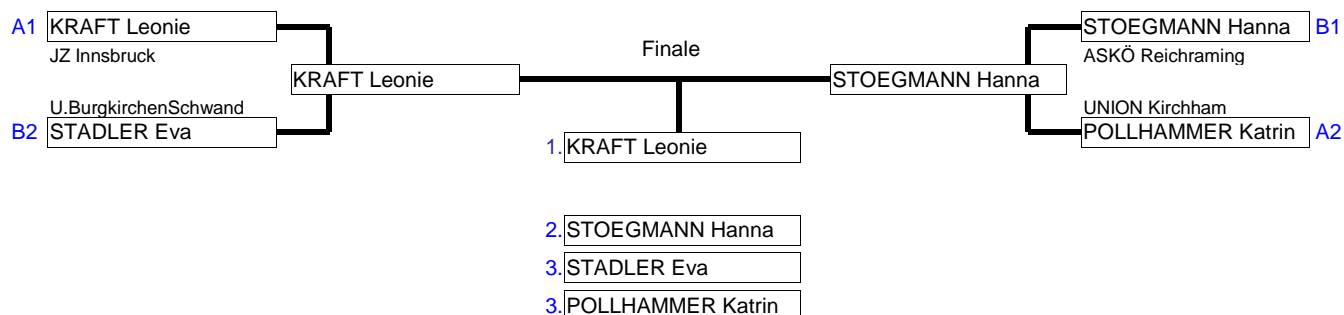 A1 KRAFT Leonie
JZ Innsbruck
KRAFT Leonie
U.BurgkirchenSchwand
B2 STADLER Eva
Finale
STOEGMANN Hanna B1
ASKÖ Reichraming
STOEGMANN Hanna
UNION Kirchham
POLLHAMMER Katrin A2
1. KRAFT Leonie
2. STOEGMANN Hanna
3. STADLER Eva
3. POLLHAMMER Katrin